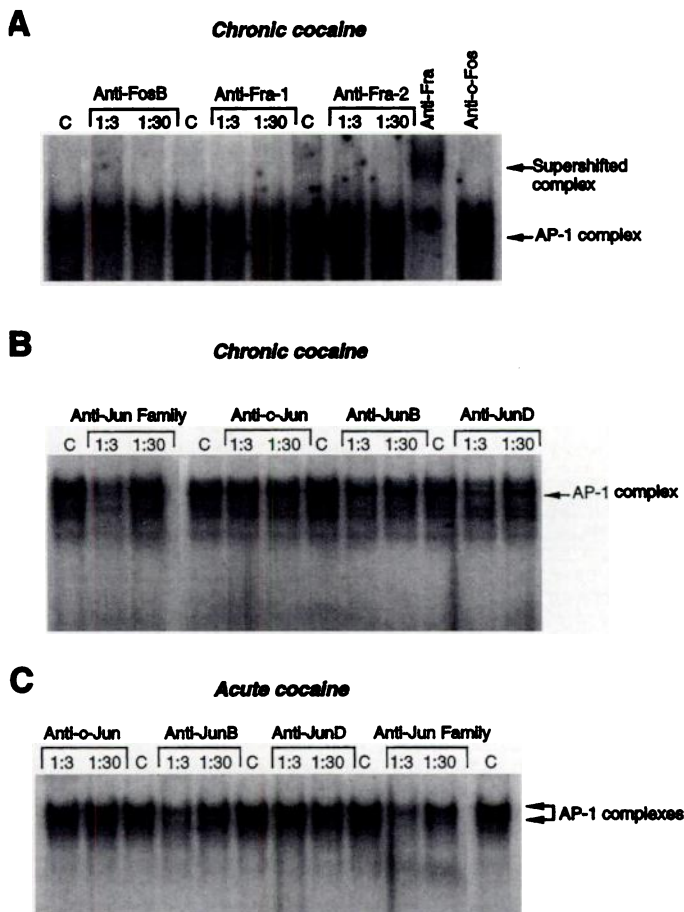 A
Chronic cocaine
Anti-FosB Anti-Fra-1 Anti-Fra-2 Anti-Fra Anti-c-Fos
C 1:3 1:30 C 1:3 1:30 C 1:3 1:30
Supershifted
complex
AP-1 complex
B
Chronic cocaine
Anti-Jun Family Anti-c-Jun Anti-JunB Anti-JunD
C 1:3 1:30 C 1:3 1:30 C 1:3 1:30 C 1:3 1:30
AP-1 complex
C
Acute cocaine
Anti-c-Jun Anti-JunB Anti-JunD Anti-Jun Family
1:3 1:30 C 1:3 1:30 C 1:3 1:30 C 1:3 1:30 C
AP-1 complexes